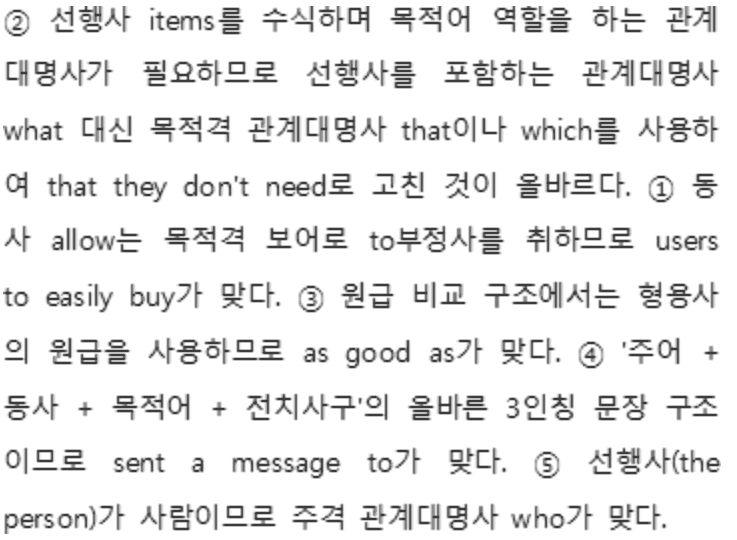 ② 선행사 items를 수식하며 목적어 역할을 하는 관계
대명사가 필요하므로 선행사를 포함하는 관계대명사
what 대신 목적격 관계대명사 that이나 which를 사용하
여 that they don't need로 고친 것이 올바르다. ① 동
사 allow는 목적격 보어로 to부정사를 취하므로 users
to easily buy가 맞다. ③ 원급 비교 구조에서는 형용사
의 원급을 사용하므로 as good as가 맞다. ④ '주어 +
동사 + 목적어 + 전치사구'의 올바른 3인칭 문장 구조
이므로 sent a message to가 맞다. ⑤ 선행사(the
person)가 사람이므로 주격 관계대명사 who가 맞다.